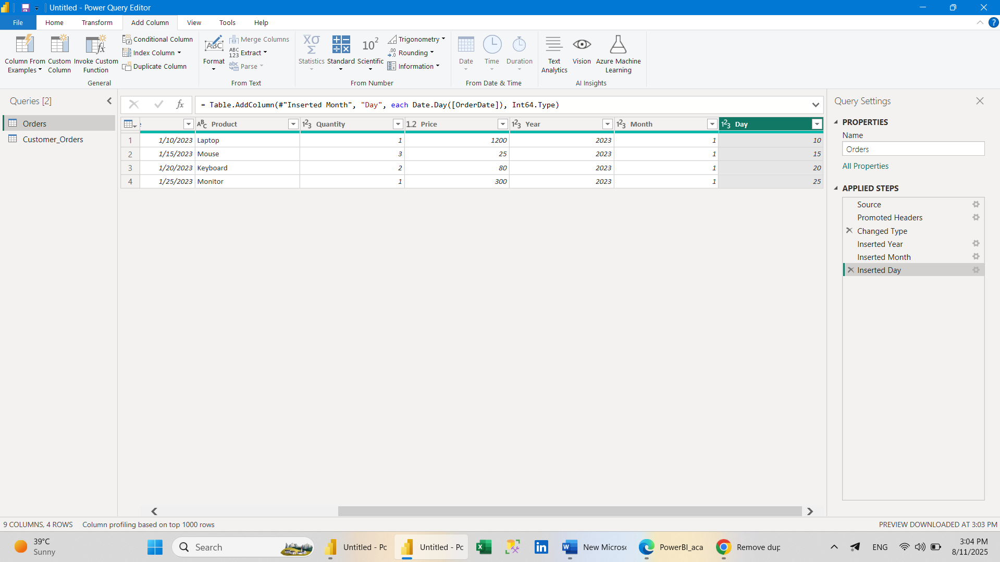 Untitled - Power Query Editor
File Home Transform Add Column View Tools Help
Column From Examples
Custom Column
Invoke Custom Function
Conditional Column
Index Column
Duplicate Column
General
Format
Merge Columns
Extract
Parse
From Text
Statistics
Standard
Scientific
Trigonometry
Rounding
Information
From Number
Date
Time
Duration
From Date & Time
Text Analytics
Vision
Azure Machine Learning
AI Insights
Queries [2]
Orders
Customer_Orders
= Table.AddColumn(#"Inserted Month", "Day", each Date.Day([OrderDate]), Int64.Type)
e Product Quantity 1.2 Price Year Month Day
1 1/10/2023 Laptop 1 1200 2023 1 10
2 1/15/2023 Mouse 3 25 2023 1 15
3 1/20/2023 Keyboard 2 80 2023 1 20
4 1/25/2023 Monitor 1 300 2023 1 25
Query Settings
PROPERTIES
Name
Orders
All Properties
APPLIED STEPS
Source
Promoted Headers
Changed Type
Inserted Year
Inserted Month
Inserted Day
9 COLUMNS, 4 ROWS Column profiling based on top 1000 rows
PREVIEW DOWNLOADED AT 3:03 PM
39°C
Sunny
Search
Untitled - Pc
Untitled - Pc
New Micros
PowerBI_aca
Remove dup
ENG
3:04 PM
8/11/2025